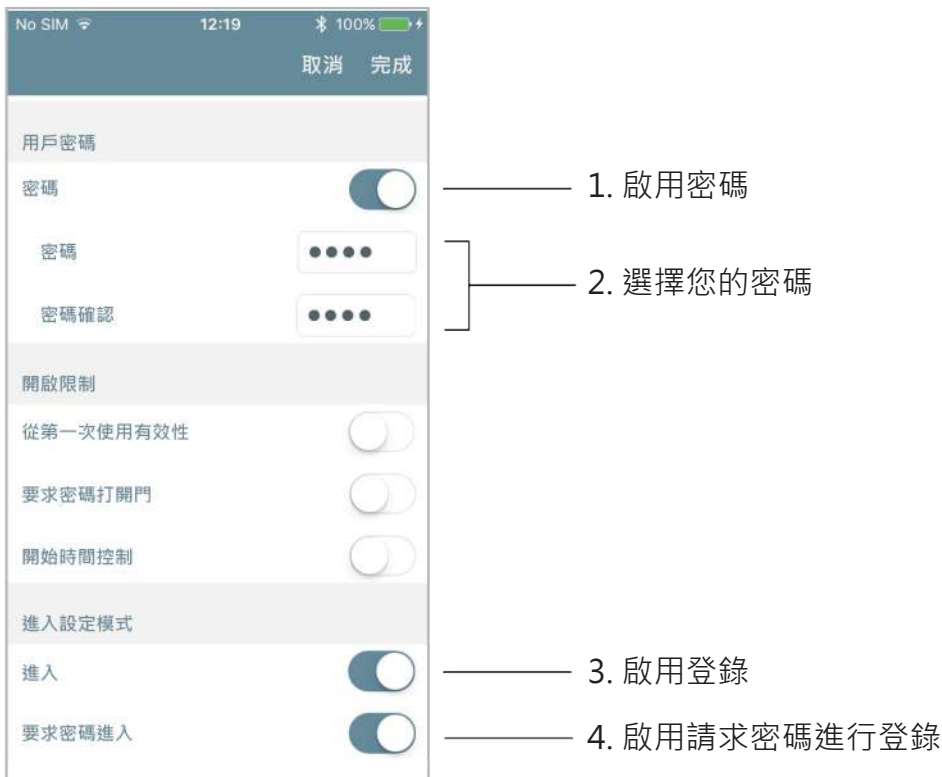 No SIM 12:19 100%
取消 完成
用戶密碼
密碼
1. 啟用密碼
密碼 ●●●●
2. 選擇您的密碼
密碼確認 ●●●●
開啟限制
從第一次使用有效性
要求密碼打開門
開始時間控制
進入設定模式
進入
3. 啟用登錄
要求密碼進入
4. 啟用請求密碼進行登錄